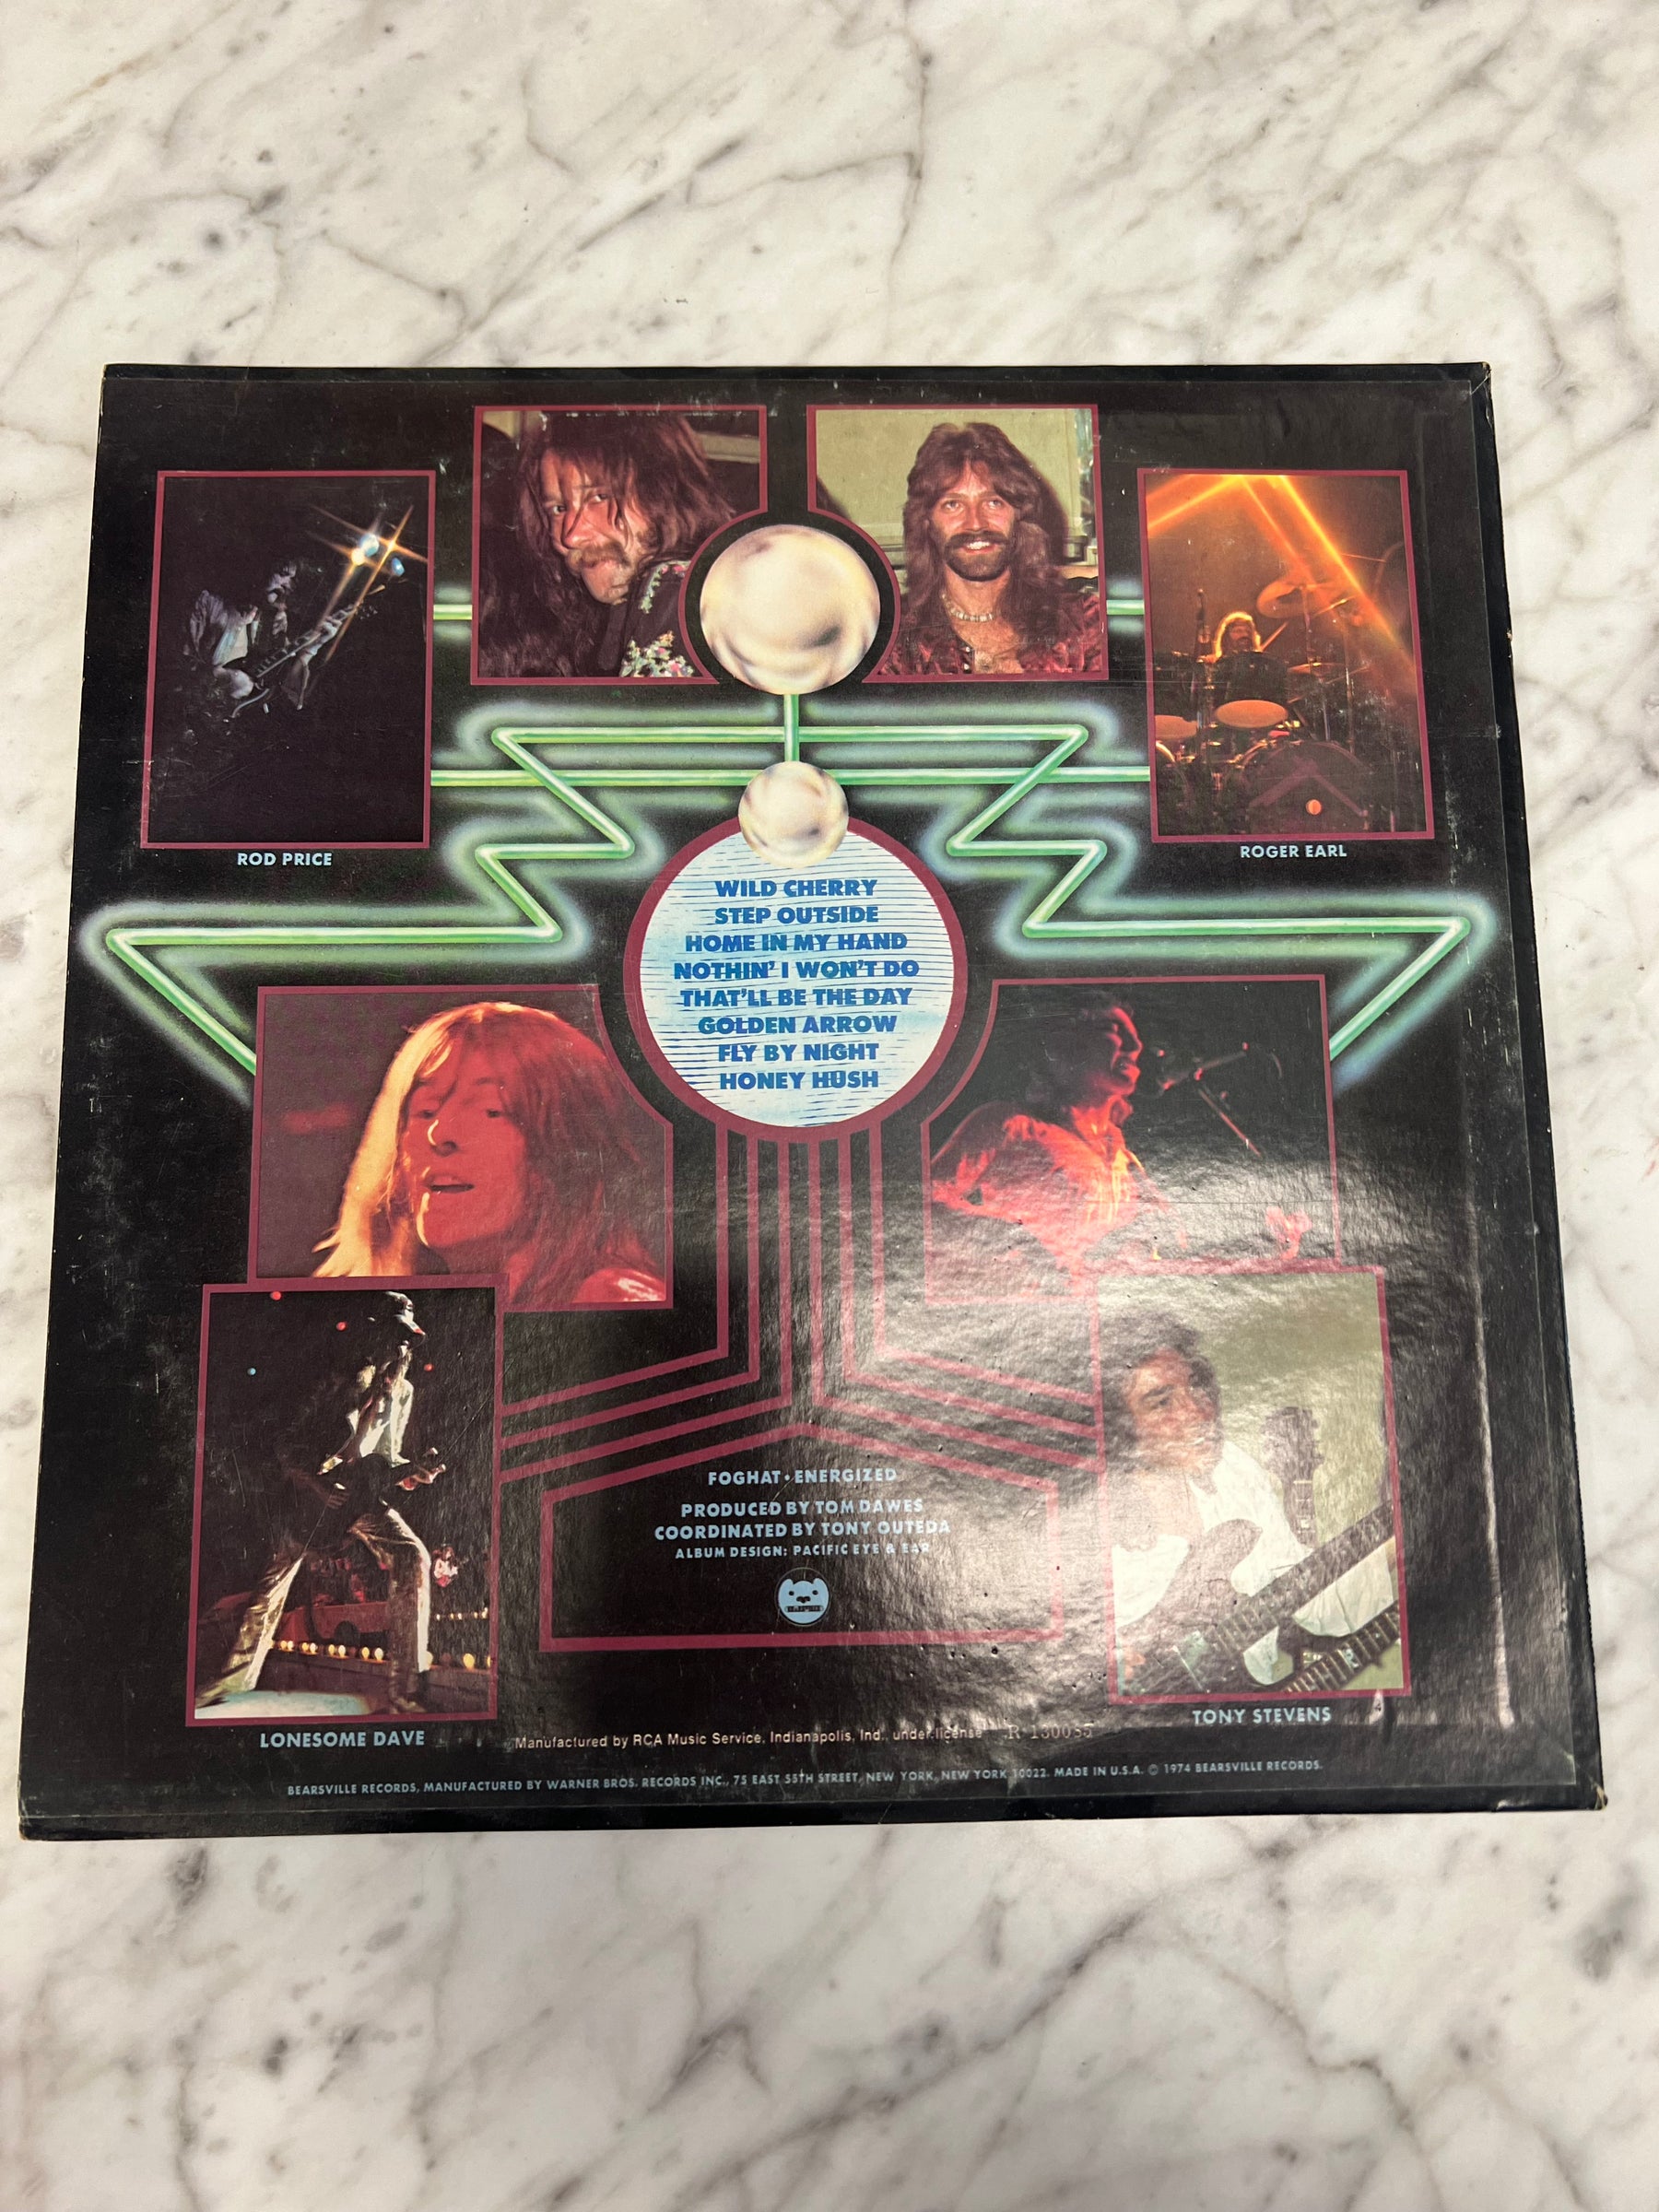 ROD PRICE
ROGER EARL
WILD CHERRY
STEP OUTSIDE
HOME IN MY HAND
NOTHIN' I WON'T DO
THAT'LL BE THE DAY
GOLDEN ARROW
FLY BY NIGHT
HONEY HUSH
FOGHAT • ENERGIZED
PRODUCED BY TOM DAWES
COORDINATED BY TONY OUTEDA
ALBUM DESIGN: PACIFIC EYE & EAR
LONESOME DAVE
TONY STEVENS
Manufactured by RCA Music Service, Indianapolis, Ind., under license R 130085
BEARSVILLE RECORDS, MANUFACTURED BY WARNER BROS. RECORDS INC., 75 EAST 55TH STREET, NEW YORK, NEW YORK 10022. MADE IN U.S.A. © 1974 BEARSVILLE RECORDS.